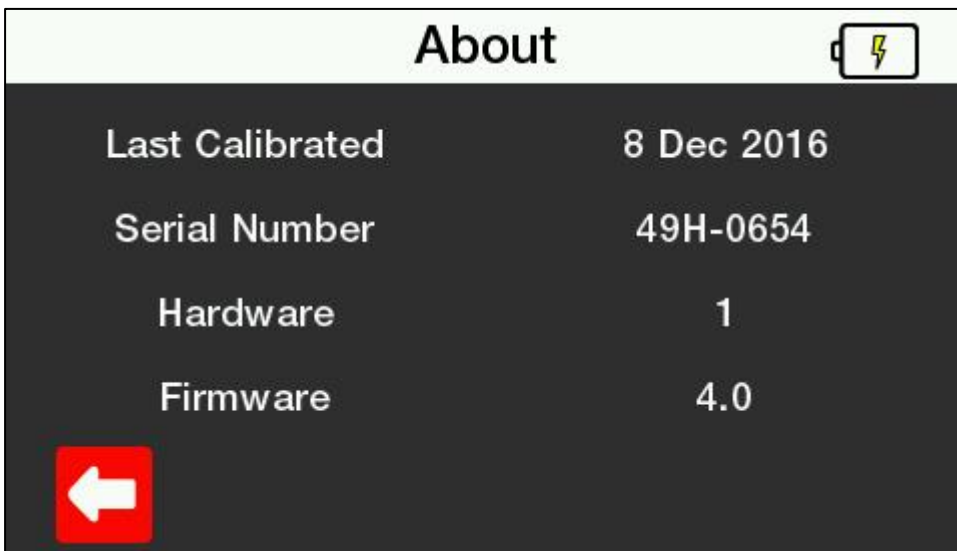 About
Last Calibrated 8 Dec 2016
Serial Number 49H-0654
Hardware 1
Firmware 4.0